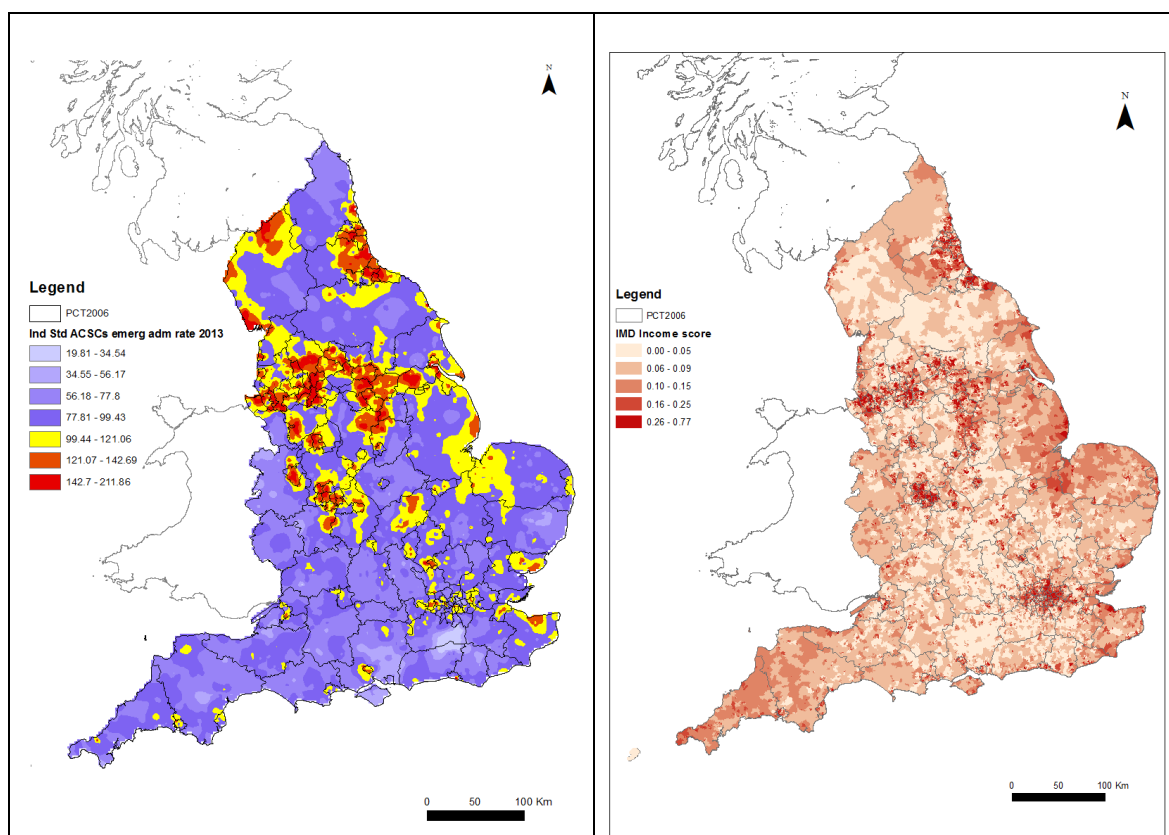 N
Legend
PCT2006
Ind Std ACSCs emerg adm rate 2013
19.81 - 34.54
34.55 - 56.17
56.18 - 77.8
77.81 - 99.43
99.44 - 121.06
121.07 - 142.69
142.7 - 211.86
0 50 100 Km
N
Legend
PCT2006
IMD Income score
0.00 - 0.05
0.06 - 0.09
0.10 - 0.15
0.16 - 0.25
0.26 - 0.77
0 50 100 Km